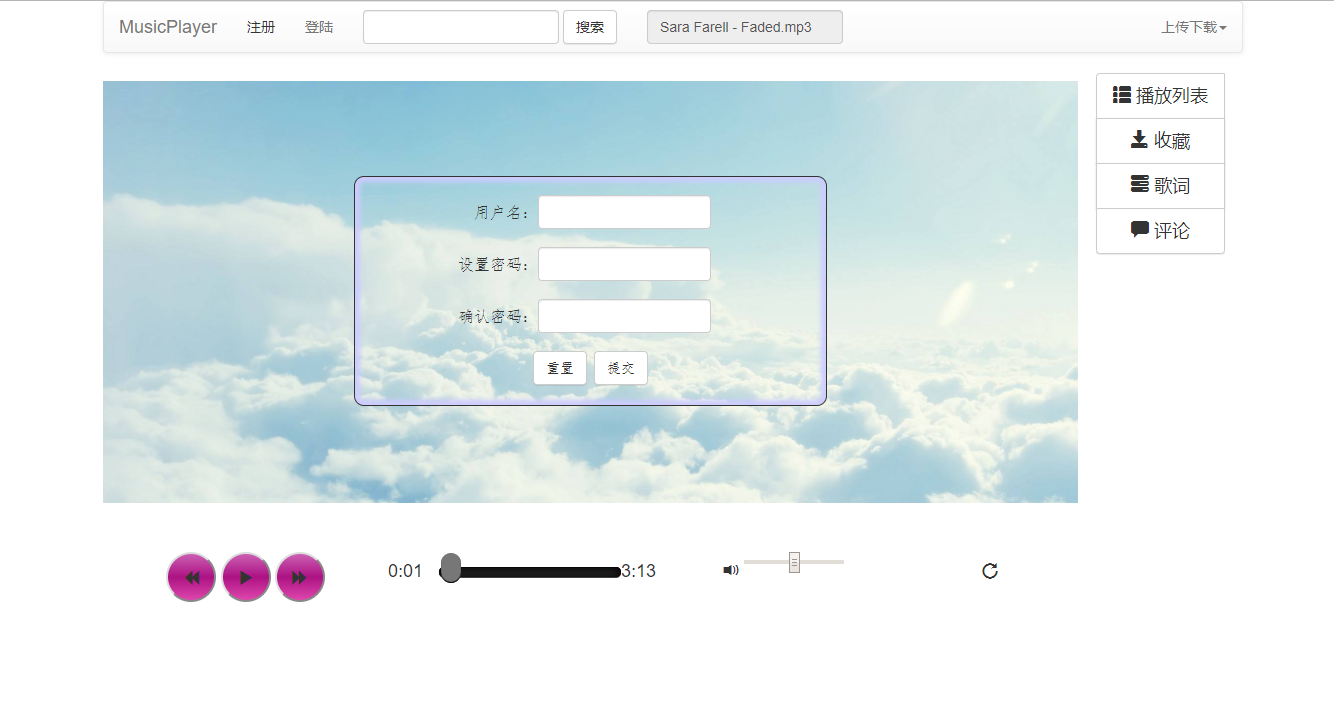 MusicPlayer 注册 登陆 搜索 Sara Farell - Faded.mp3 上传下载
播放列表
收藏
歌词
评论
用户名：
设置密码：
确认密码：
重置 提交
0:01 3:13